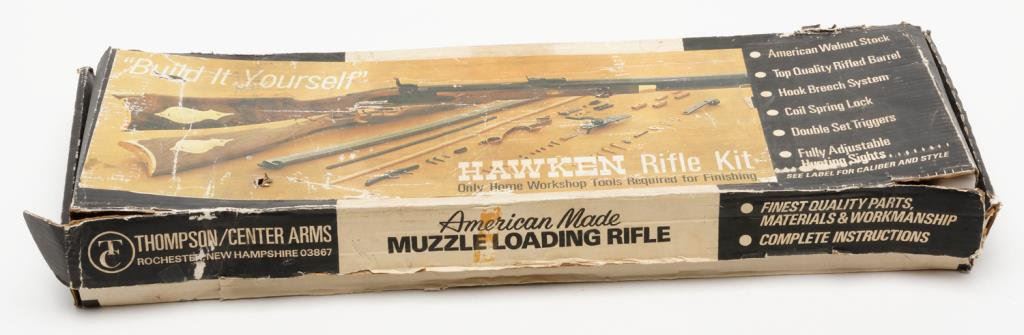 "Build It Yourself"
HAWKEN Rifle Kit
Only Home Workshop Tools Required for Finishing
American Walnut Stock
Top Quality Rifled Barrel
Hook Breech System
Coil Spring Lock
Double Set Triggers
Fully Adjustable
Hunting Sights
SEE LABEL FOR CALIBER AND STYLE
TC
THOMPSON/CENTER ARMS
ROCHESTER, NEW HAMPSHIRE 03867
American Made
MUZZLE LOADING RIFLE
FINEST QUALITY PARTS,
MATERIALS & WORKMANSHIP
COMPLETE INSTRUCTIONS